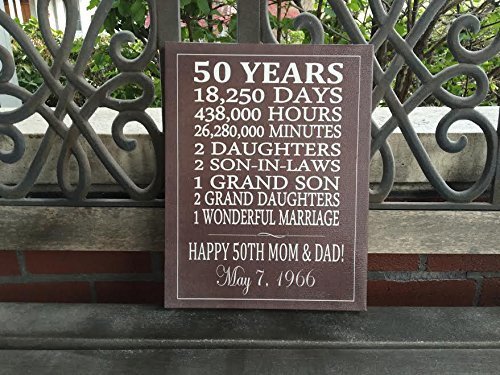 50 YEARS
18,250 DAYS
438,000 HOURS
26,280,000 MINUTES
2 DAUGHTERS
2 SON-IN-LAWS
1 GRAND SON
2 GRAND DAUGHTERS
1 WONDERFUL MARRIAGE
HAPPY 50TH MOM & DAD!
May 7, 1966